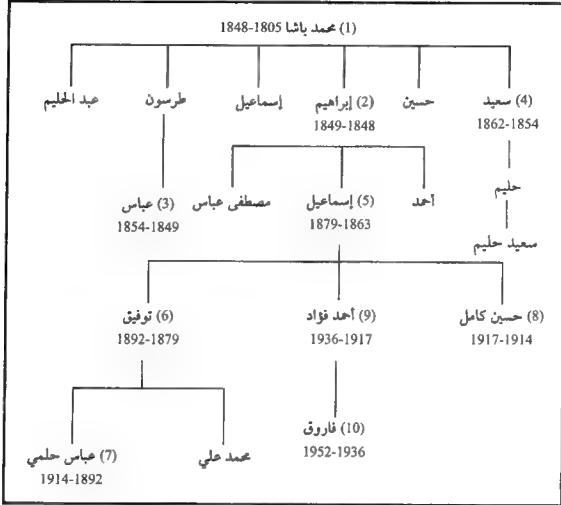 (1) محمد باشا 1805-1848
(4) سعيد
حسين
(2) إبراهيم
إسماعيل
طرسون
عبد الحليم
1854-1862
1848-1849
حليم
أحمد
(5) إسماعيل
مصطفى عباس
(3) عباس
1863-1879
1849-1854
سعيد حليم
(8) حسين كامل
(9) أحمد فؤاد
(6) توفيق
1914-1917
1917-1936
1879-1892
(10) فاروق
1936-1952
محمد علي
(7) عباس حلمي
1892-1914